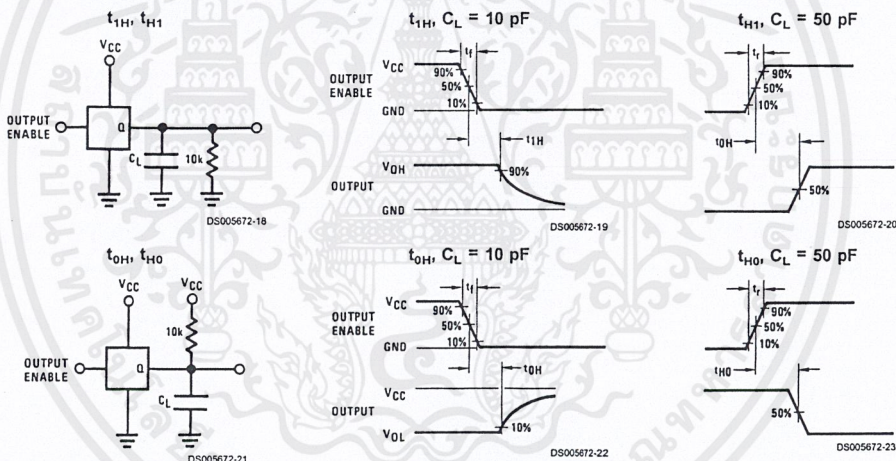 t1H, tH1
VCC
OUTPUT
ENABLE
Q
CL
10k
DS005672-18
t1H, CL = 10 pF
tf
VCC
90%
OUTPUT
ENABLE
50%
10%
GND
t1H
VOH
90%
OUTPUT
GND
DS005672-19
tH1, CL = 50 pF
tr
90%
50%
10%
t0H
50%
DS005672-20
t0H, tH0
VCC
VCC
10k
OUTPUT
ENABLE
Q
CL
DS005672-21
t0H, CL = 10 pF
tf
VCC
90%
OUTPUT
ENABLE
50%
10%
GND
t0H
VCC
OUTPUT
10%
VOL
DS005672-22
tH0, CL = 50 pF
tr
90%
50%
10%
tH0
50%
DS005672-23